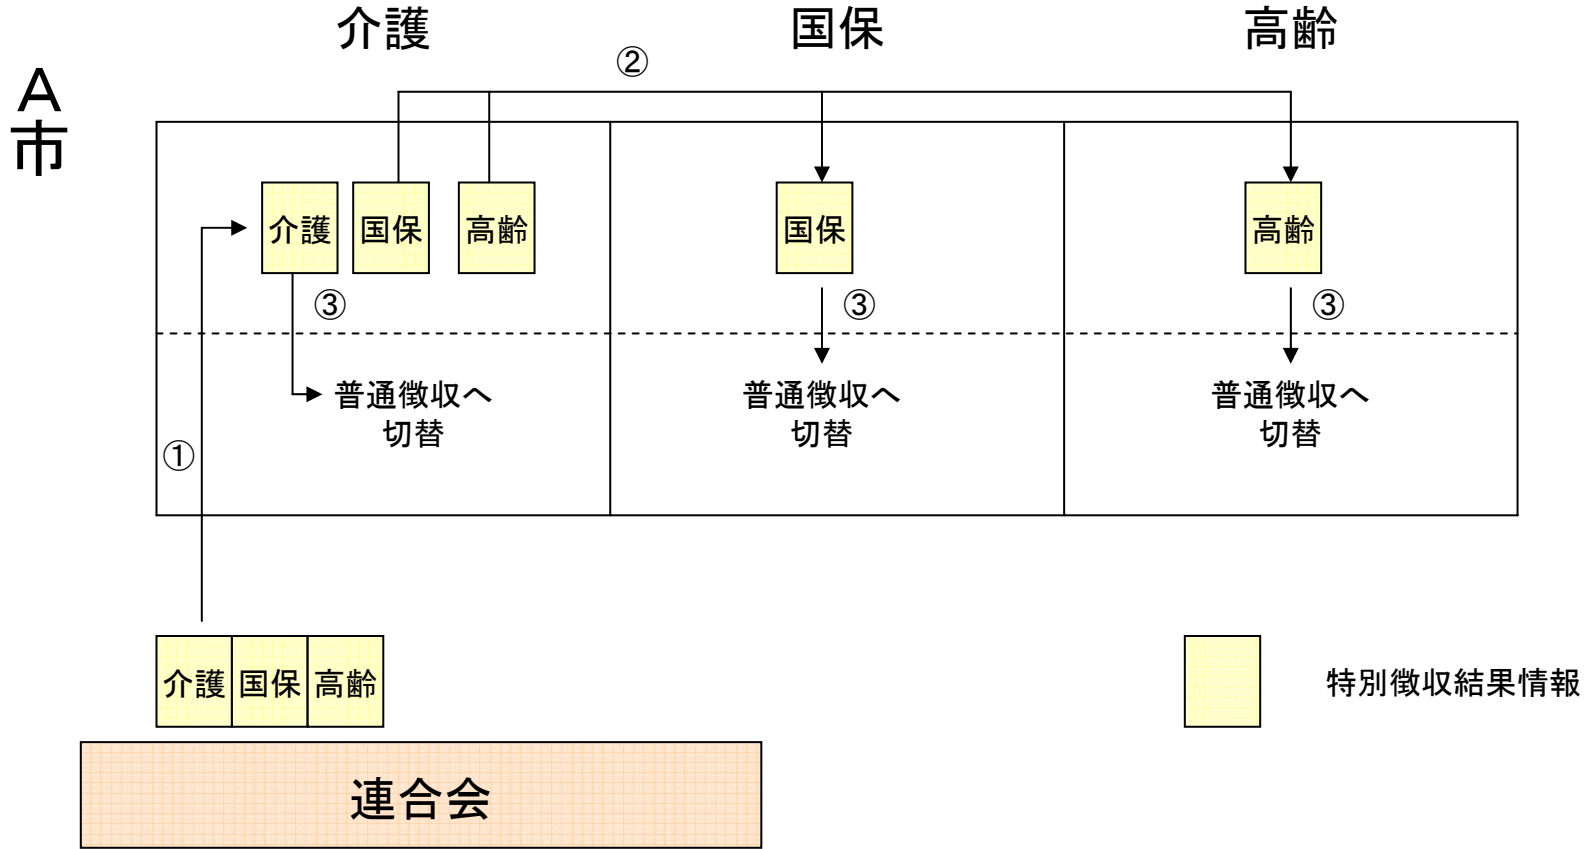 介護
国保
高齢
②
A
市
介護
国保
高齢
国保
高齢
③
③
③
普通徴収へ
切替
普通徴収へ
切替
普通徴収へ
切替
①
介護
国保
高齢
特別徴収結果情報
連合会